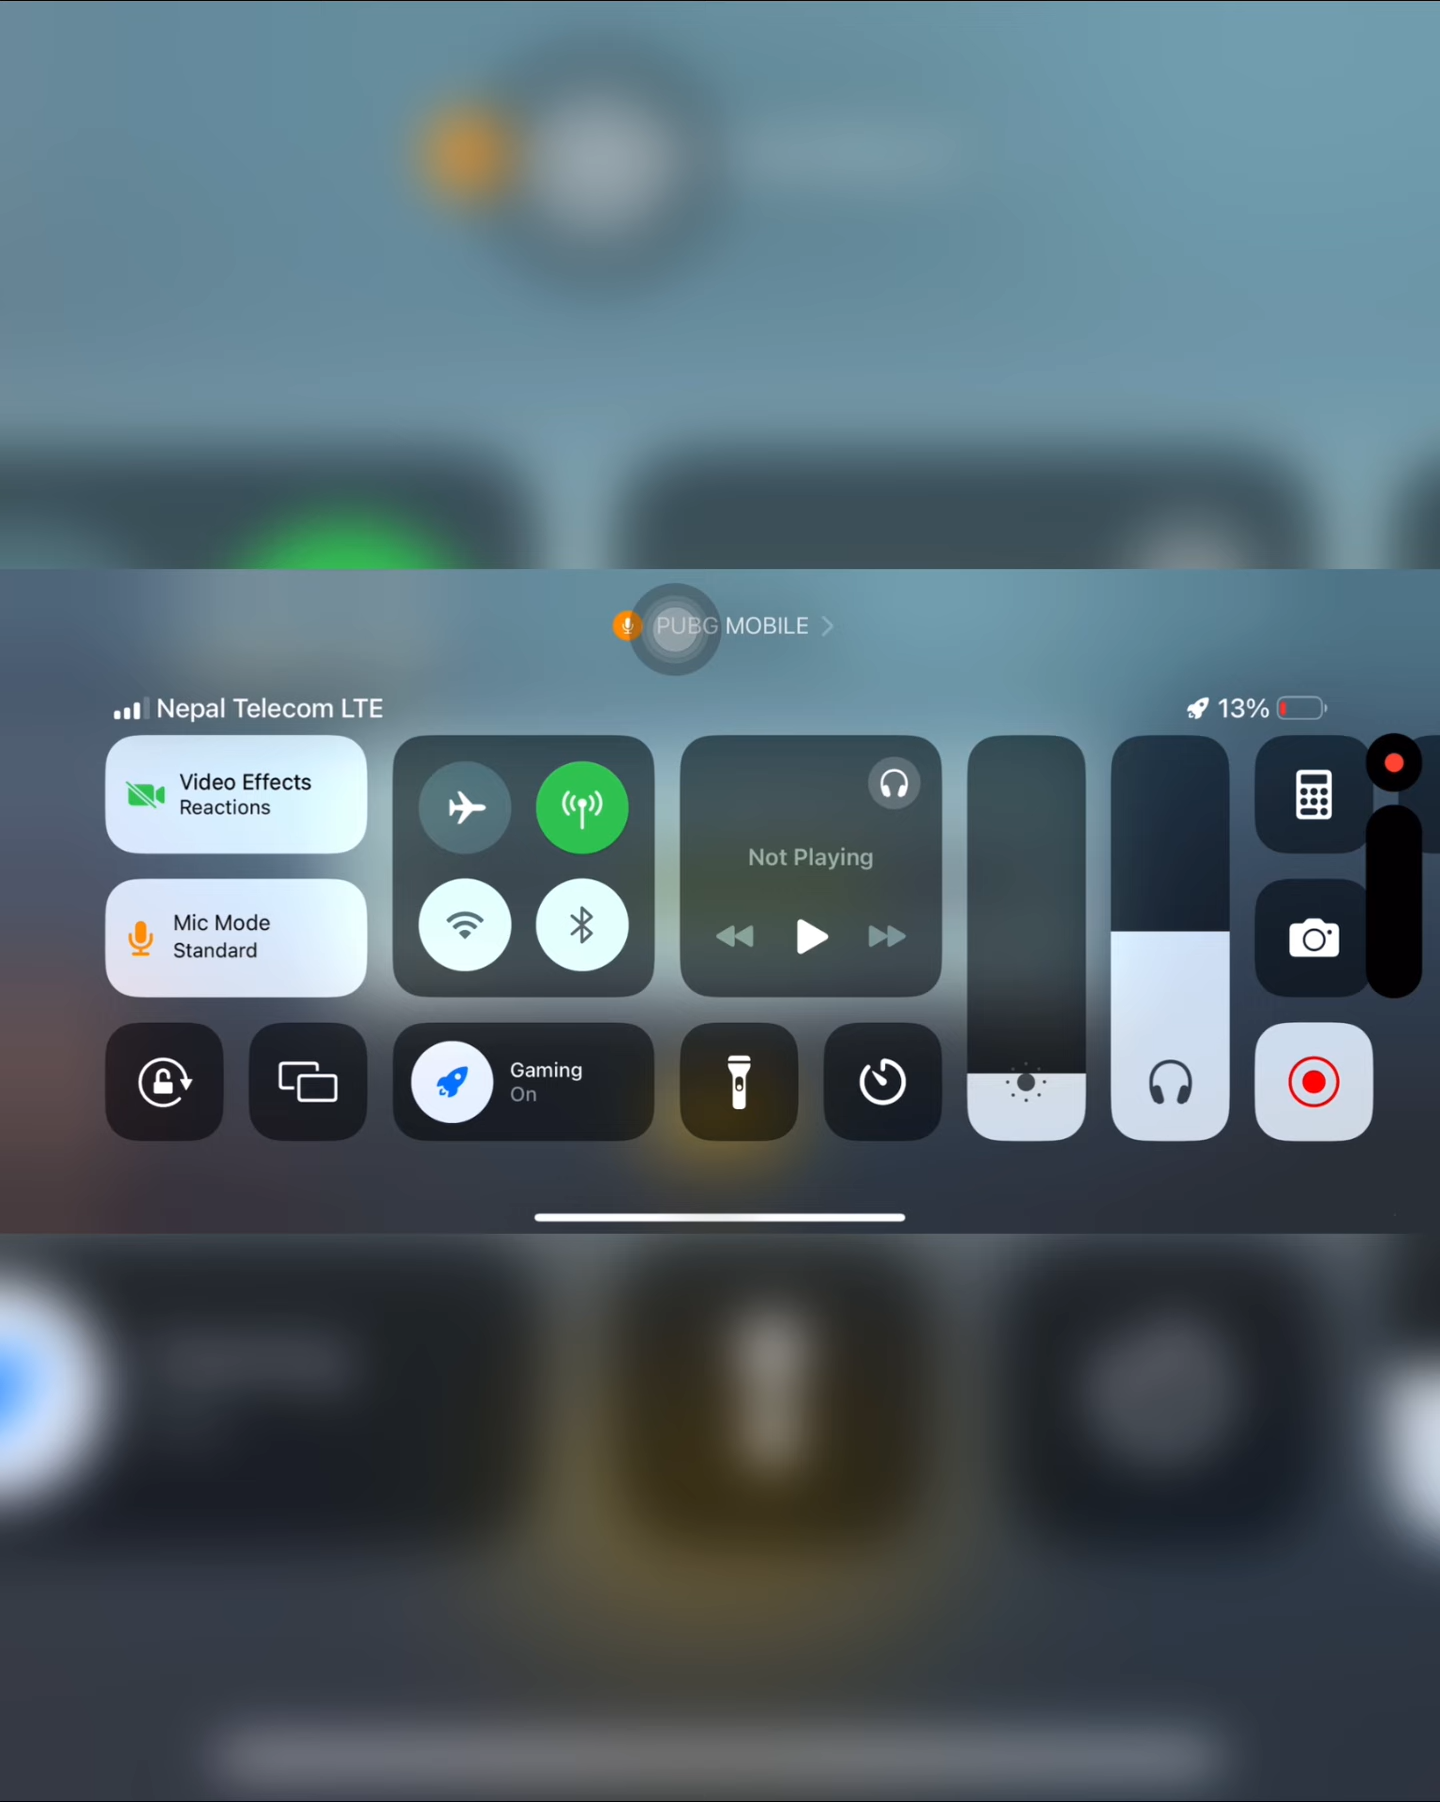 PUBG MOBILE
Nepal Telecom LTE
13%
Video Effects
Reactions
Not Playing
Mic Mode
Standard
Gaming
On